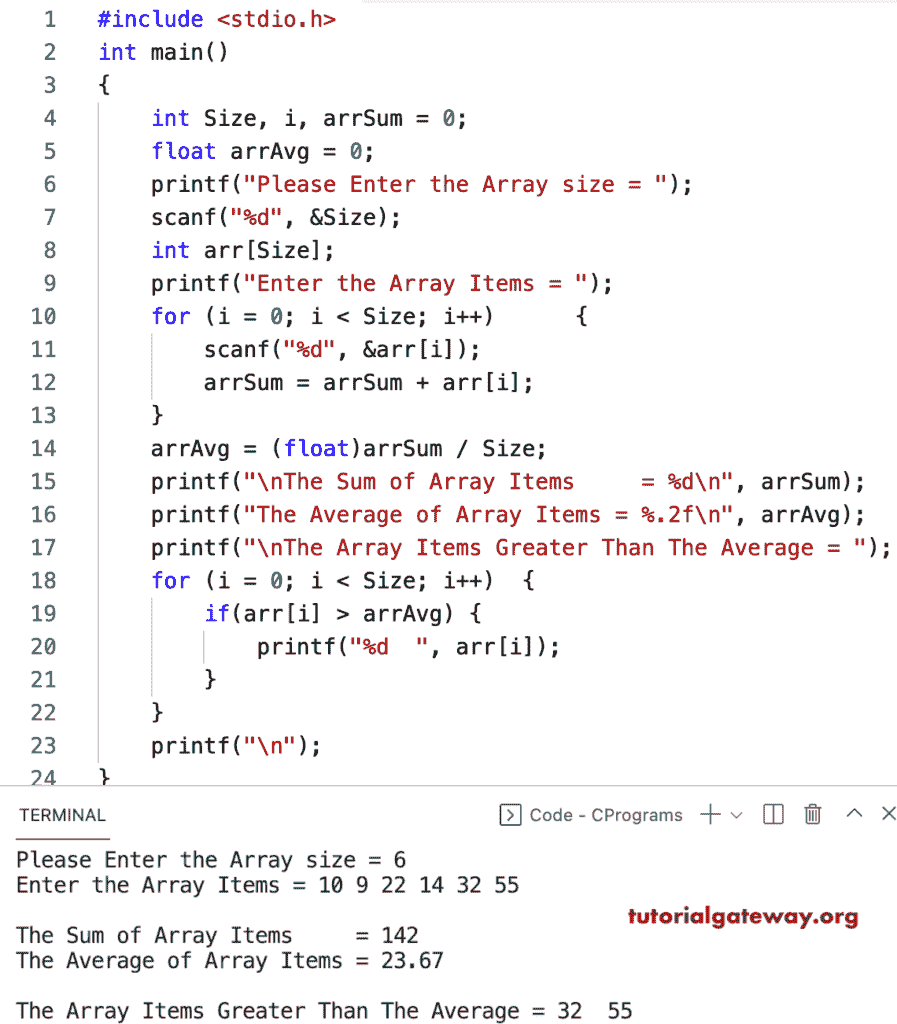 1 #include <stdio.h>
2 int main()
3 {
4     int Size, i, arrSum = 0;
5     float arrAvg = 0;
6     printf("Please Enter the Array size = ");
7     scanf("%d", &Size);
8     int arr[Size];
9     printf("Enter the Array Items = ");
10     for (i = 0; i < Size; i++)      {
11         scanf("%d", &arr[i]);
12         arrSum = arrSum + arr[i];
13     }
14     arrAvg = (float)arrSum / Size;
15     printf("\nThe Sum of Array Items     = %d\n", arrSum);
16     printf("The Average of Array Items = %.2f\n", arrAvg);
17     printf("\nThe Array Items Greater Than The Average = ");
18     for (i = 0; i < Size; i++)  {
19         if(arr[i] > arrAvg) {
20             printf("%d  ", arr[i]);
21         }
22     }
23     printf("\n");
24 }
TERMINAL Code - CPrograms
Please Enter the Array size = 6
Enter the Array Items = 10 9 22 14 32 55
tutorialgateway.org
The Sum of Array Items     = 142
The Average of Array Items = 23.67
The Array Items Greater Than The Average = 32  55